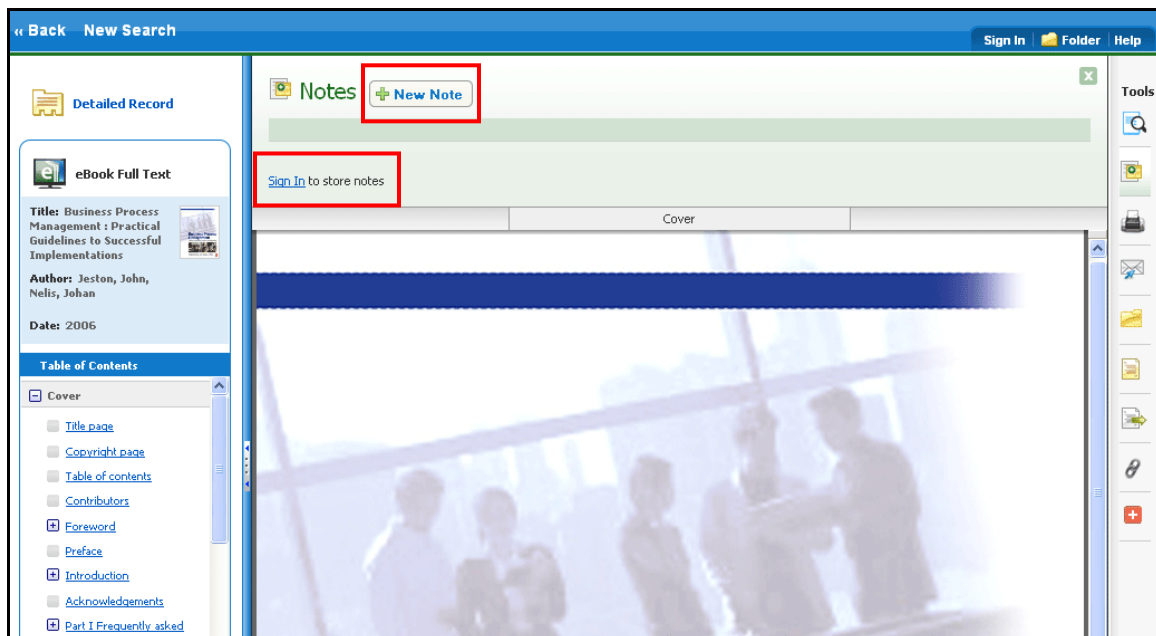 ‹‹ Back New Search
Sign In Folder Help
Detailed Record
eBook Full Text
Title: Business Process
Management : Practical
Guidelines to Successful
Implementations
Author: Jeston, John,
Nelis, Johan
Date: 2006
Table of Contents
Cover
Title page
Copyright page
Table of contents
Contributors
Foreword
Preface
Introduction
Acknowledgements
Part I Frequently asked
Notes New Note
Sign In to store notes
Cover
Tools